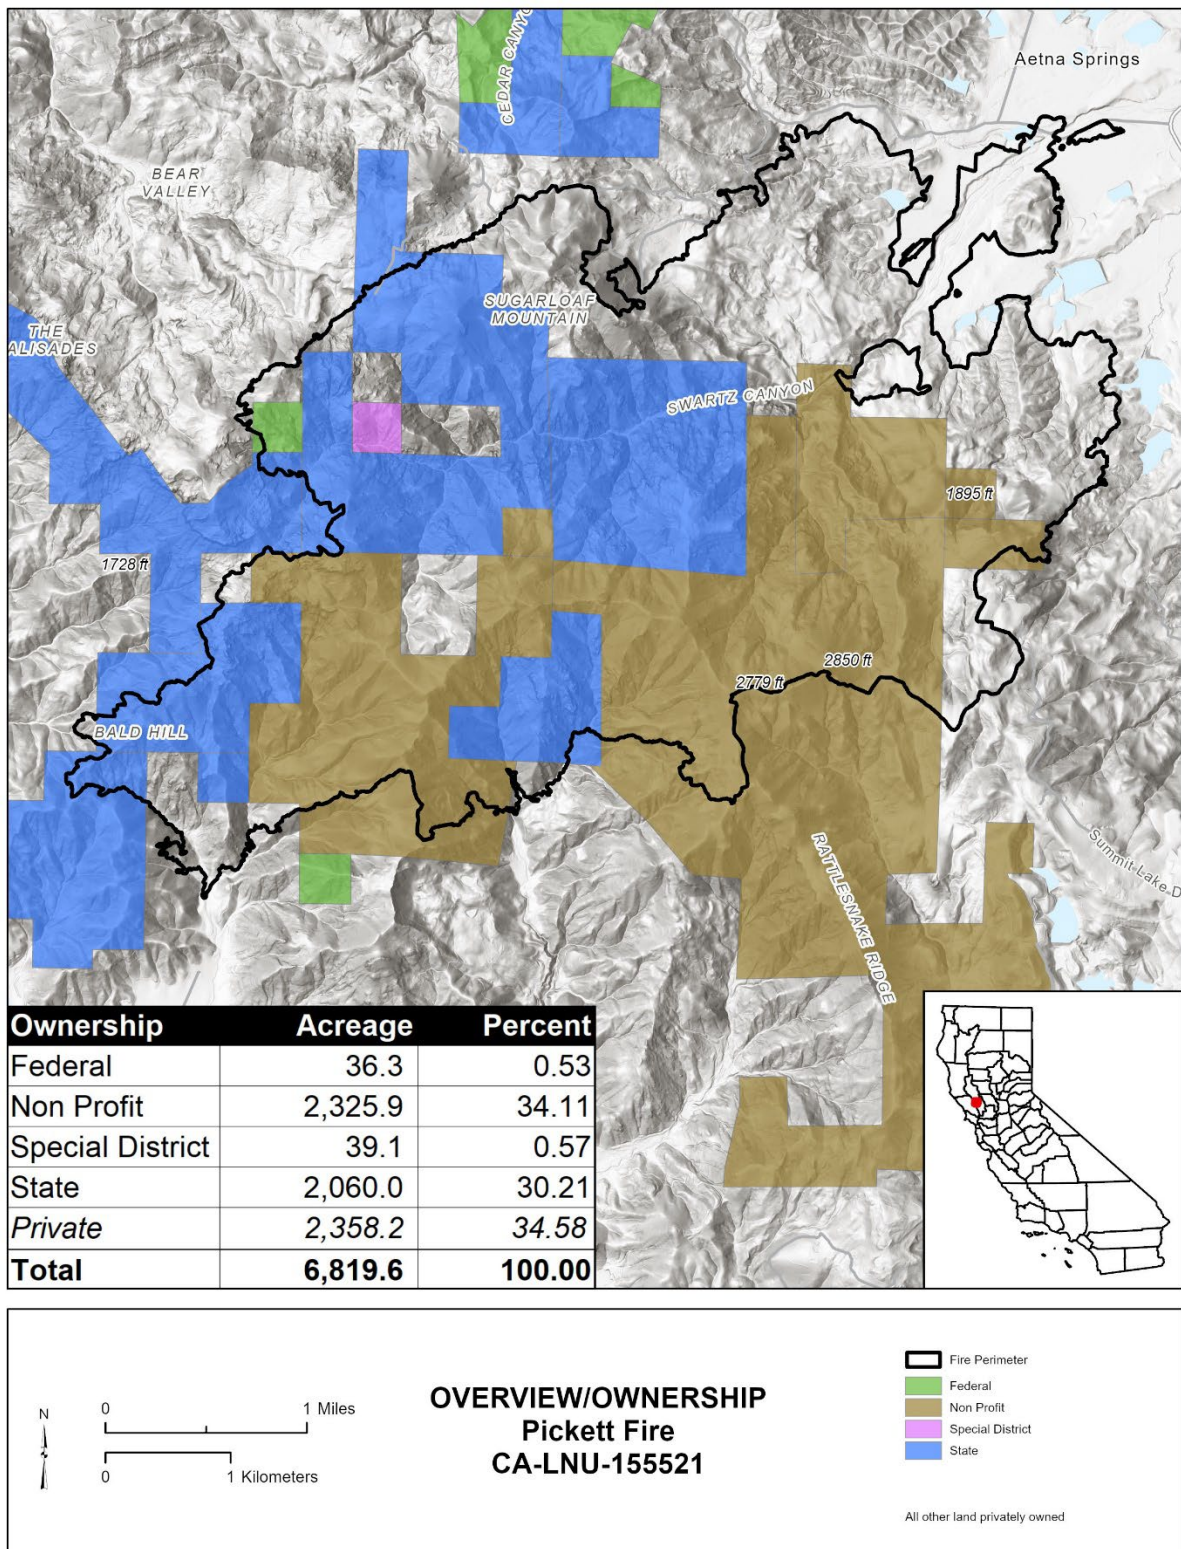 CEDAR CANYO
Aetna Springs
BEAR
VALLEY
SUGARLOAF
MOUNTAIN
THE
ALISADES
SWARTZ CANYON
1895 ft
1728 ft
2850 ft
2779 ft
BALD HILL
RATTLESNAKE RIDGE
Summit Lake D
Ownership Acreage Percent
Federal 36.3 0.53
Non Profit 2,325.9 34.11
Special District 39.1 0.57
State 2,060.0 30.21
Private 2,358.2 34.58
Total 6,819.6 100.00
N
0 1 Miles
0 1 Kilometers
OVERVIEW/OWNERSHIP
Pickett Fire
CA-LNU-155521
Fire Perimeter
Federal
Non Profit
Special District
State
All other land privately owned